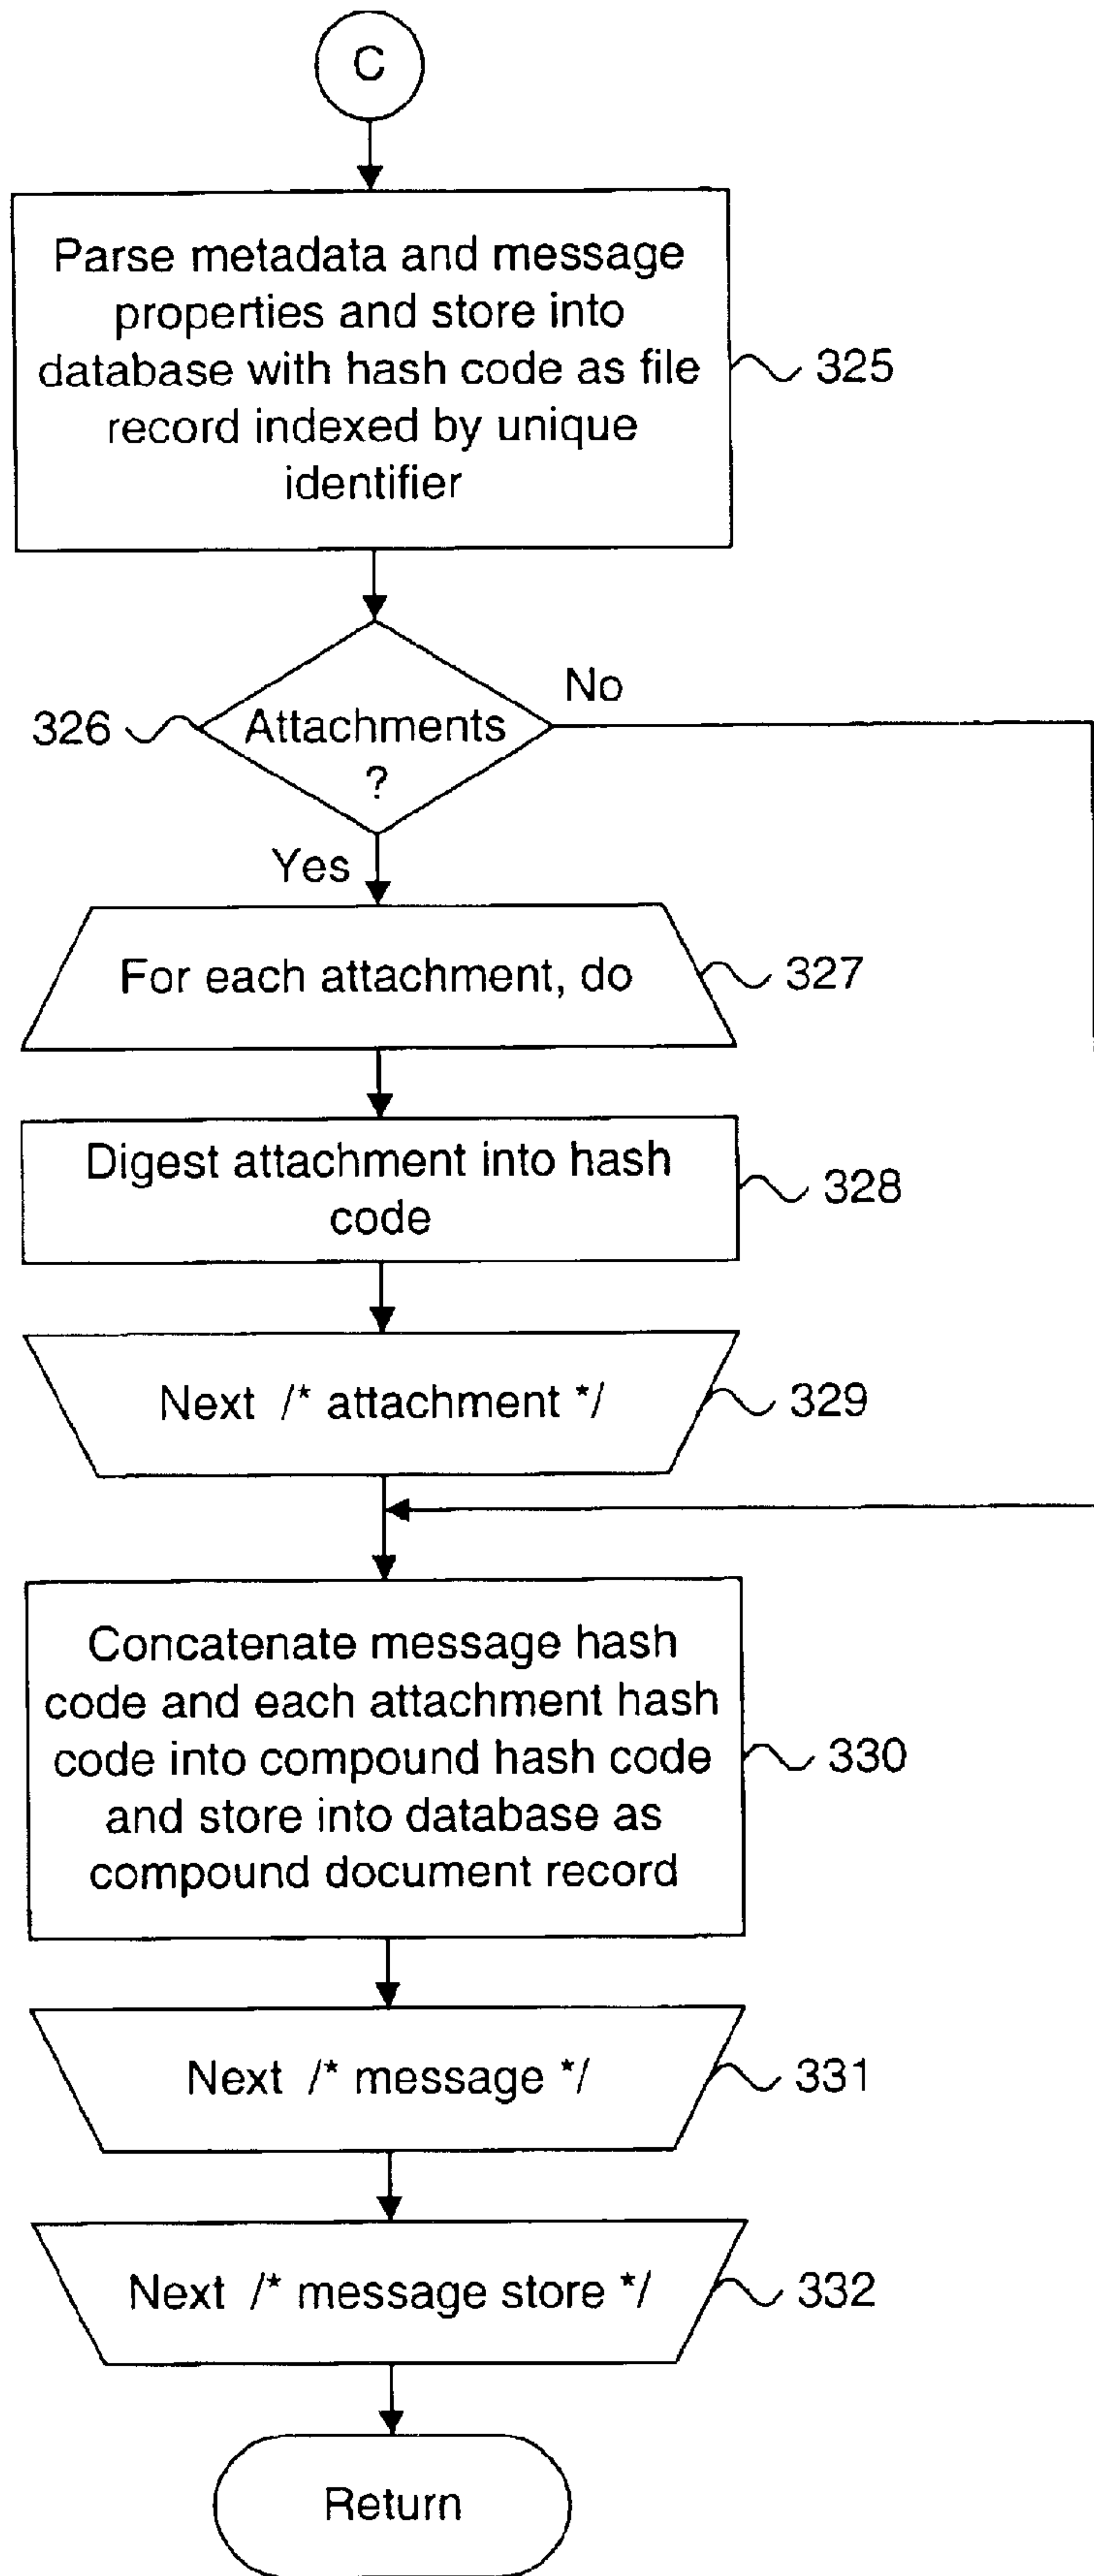 C
Parse metadata and message
properties and store into
database with hash code as file
record indexed by unique
identifier
325
No
326
Attachments
?
Yes
For each attachment, do
327
Digest attachment into hash
code
328
Next /* attachment */
329
Concatenate message hash
code and each attachment hash
code into compound hash code
and store into database as
compound document record
330
Next /* message */
331
Next /* message store */
332
Return